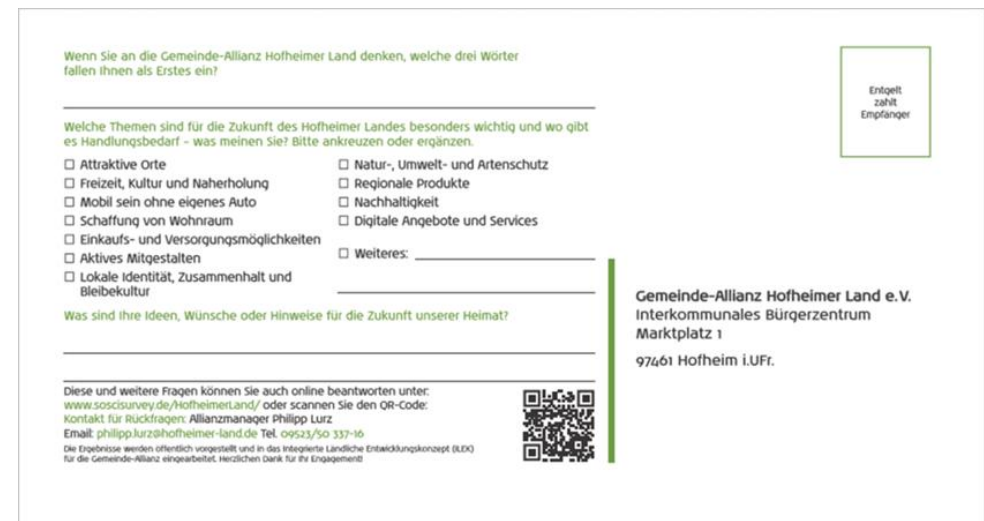 Wenn Sie an die Gemeinde-Allianz Hofheimer Land denken, welche drei Wörter
fallen Ihnen als Erstes ein?
Welche Themen sind für die Zukunft des Hofheimer Landes besonders wichtig und wo gibt
es Handlungsbedarf – was meinen Sie? Bitte ankreuzen oder ergänzen.
Attraktive Orte
Freizeit, Kultur und Naherholung
Mobil sein ohne eigenes Auto
Schaffung von Wohnraum
Einkaufs- und Versorgungsmöglichkeiten
Aktives Mitgestalten
Lokale Identität, Zusammenhalt und
Bleibekultur
Natur-, Umwelt- und Artenschutz
Regionale Produkte
Nachhaltigkeit
Digitale Angebote und Services
Weiteres:
Was sind Ihre Ideen, Wünsche oder Hinweise für die Zukunft unserer Heimat?
Diese und weitere Fragen können Sie auch online beantworten unter:
www.soscisurvey.de/HofheimerLand/ oder scannen Sie den QR-Code:
Kontakt für Rückfragen: Allianzmanager Philipp Lurz
Email: philipp.lurz@hofheimer-land.de Tel. 09523/50 337-16
Die Ergebnisse werden öffentlich vorgestellt und in das Integrierte Ländliche Entwicklungskonzept (ILEK)
für die Gemeinde-Allianz eingearbeitet. Herzlichen Dank für Ihr Engagement!
Entgelt
zahlt
Empfänger
Gemeinde-Allianz Hofheimer Land e.V.
Interkommunales Bürgerzentrum
Marktplatz 1
97461 Hofheim i.UFr.